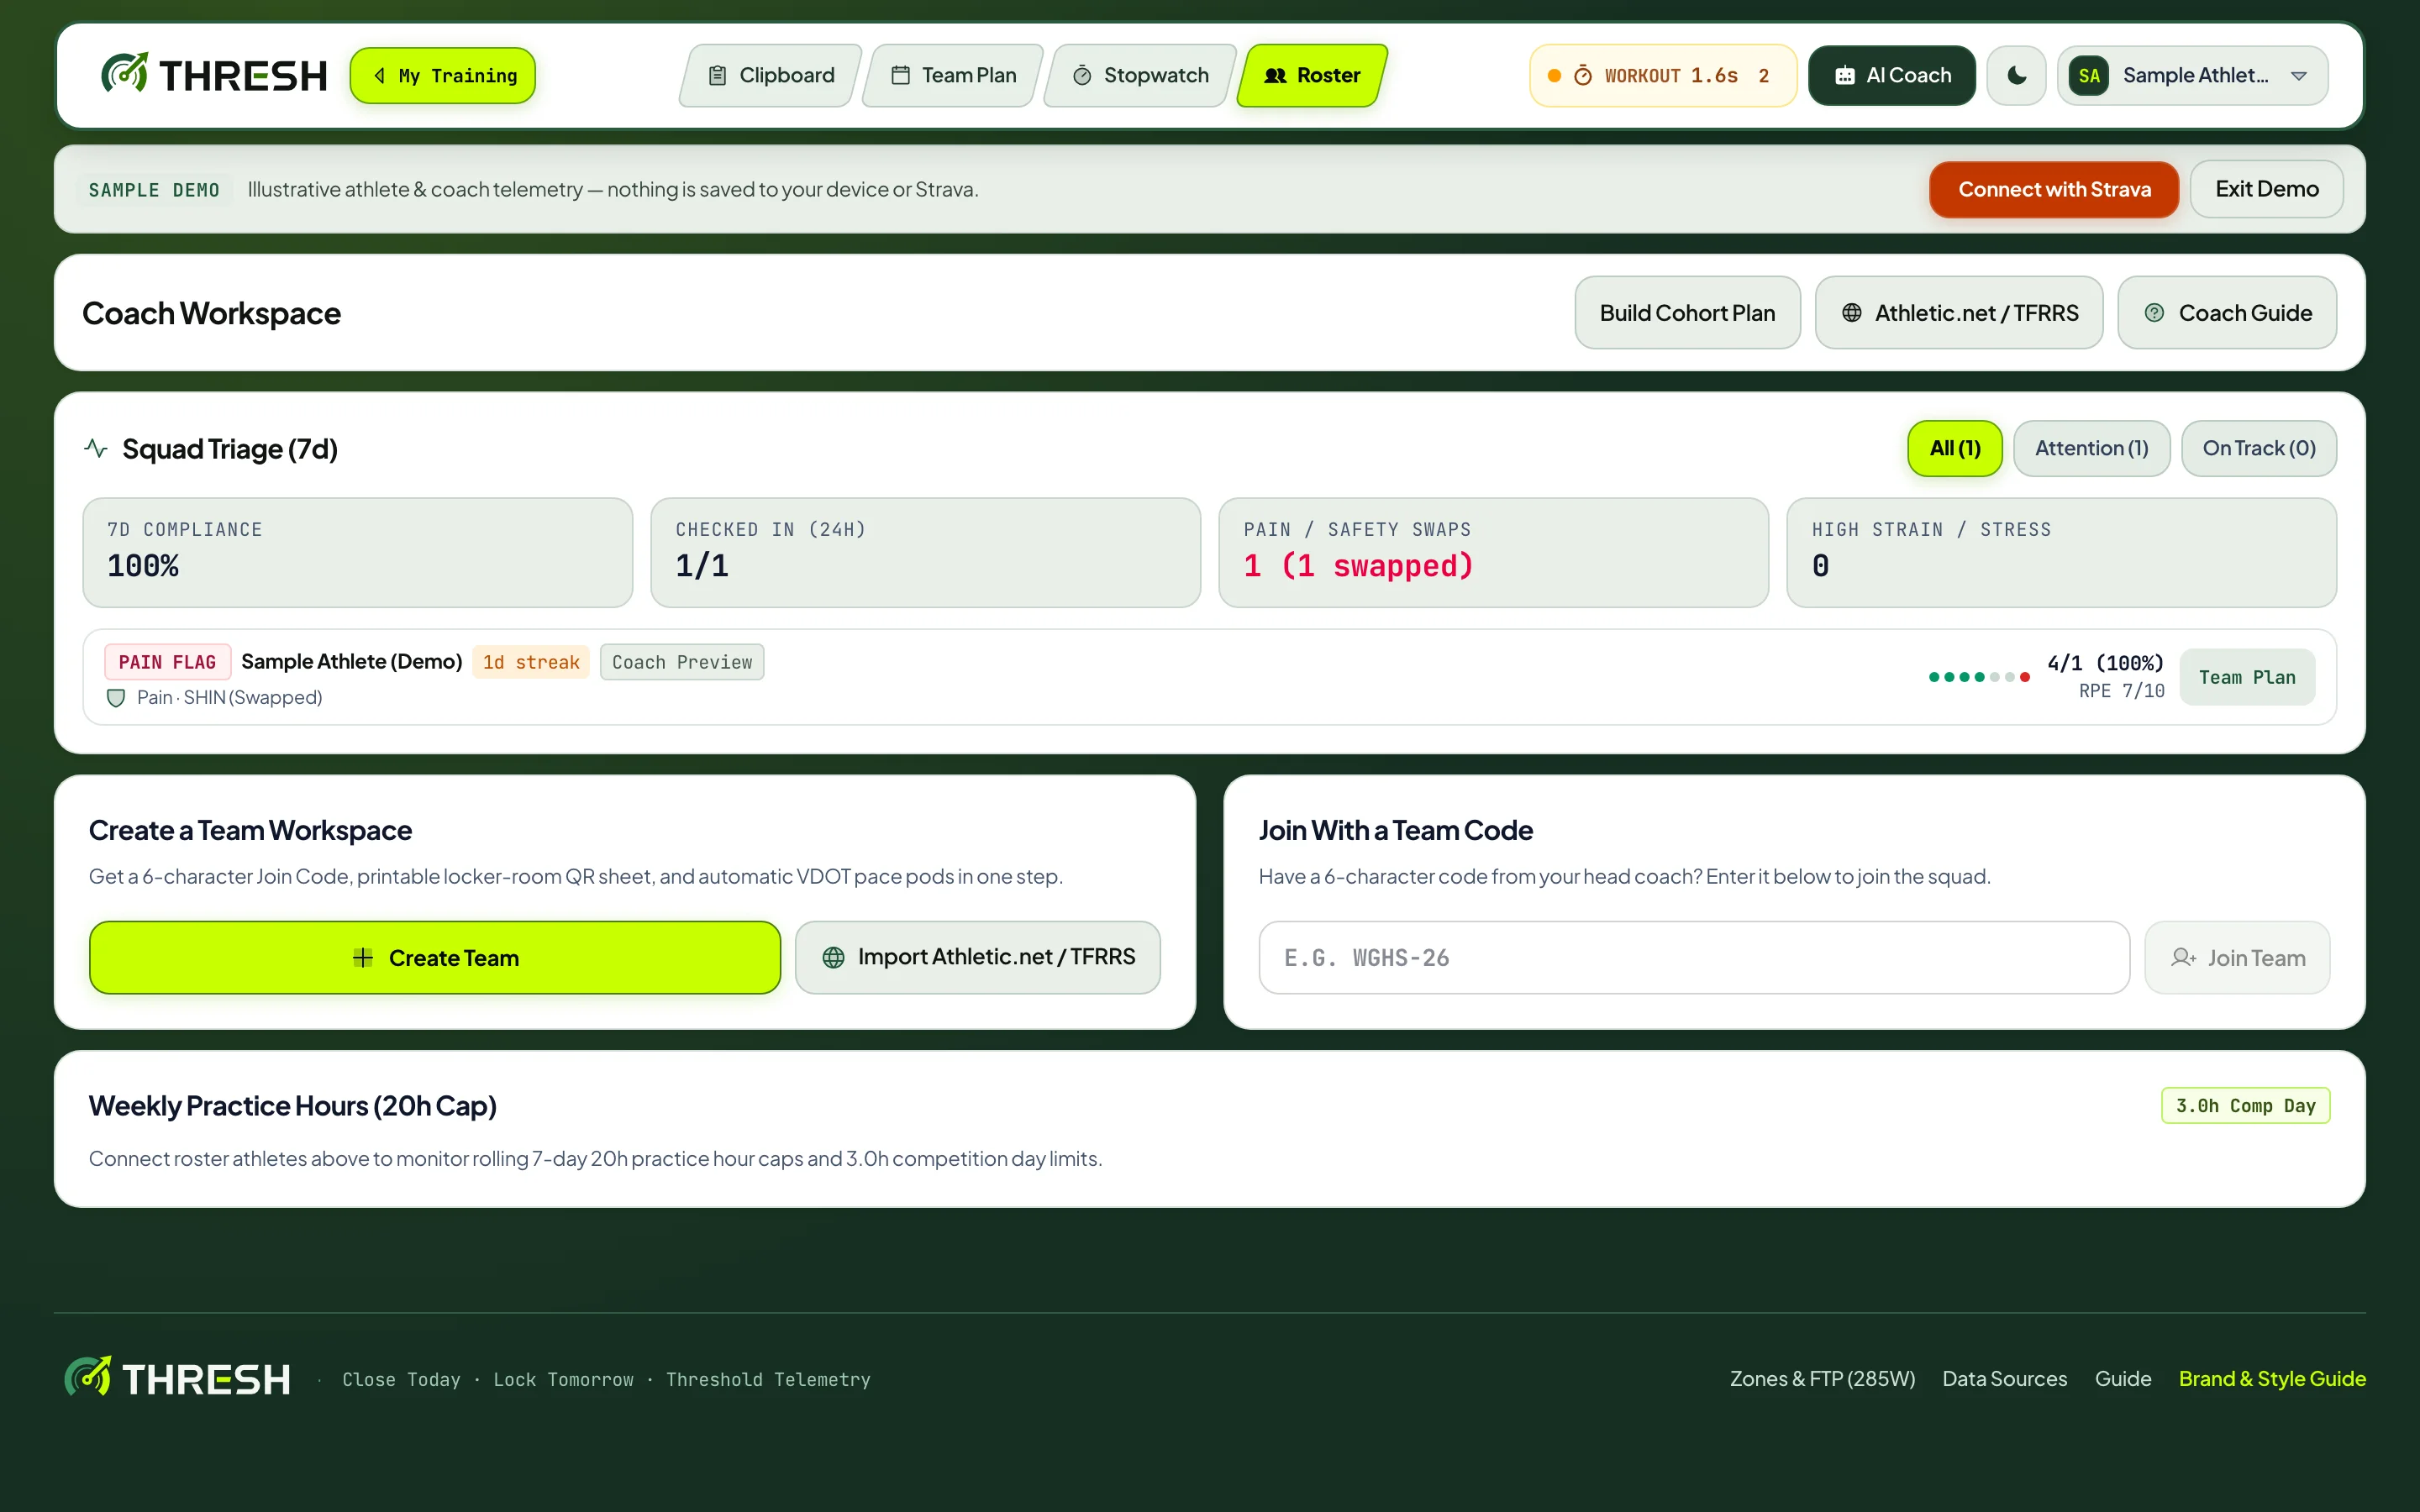 THRESH
My Training
Clipboard
Team Plan
Stopwatch
Roster
WORKOUT 1.6s 2
AI Coach
SA
Sample Athlet...
SAMPLE DEMO
Illustrative athlete & coach telemetry — nothing is saved to your device or Strava.
Connect with Strava
Exit Demo
Coach Workspace
Build Cohort Plan
Athletic.net / TFRRS
Coach Guide
Squad Triage (7d)
All (1)
Attention (1)
On Track (0)
7D COMPLIANCE
100%
CHECKED IN (24H)
1/1
PAIN / SAFETY SWAPS
1 (1 swapped)
HIGH STRAIN / STRESS
0
PAIN FLAG
Sample Athlete (Demo)
1d streak
Coach Preview
Pain · SHIN (Swapped)
4/1 (100%)
RPE 7/10
Team Plan
Create a Team Workspace
Get a 6-character Join Code, printable locker-room QR sheet, and automatic VDOT pace pods in one step.
Create Team
Import Athletic.net / TFRRS
Join With a Team Code
Have a 6-character code from your head coach? Enter it below to join the squad.
E.G. WGHS-26
Join Team
Weekly Practice Hours (20h Cap)
3.0h Comp Day
Connect roster athletes above to monitor rolling 7-day 20h practice hour caps and 3.0h competition day limits.
THRESH
· Close Today · Lock Tomorrow · Threshold Telemetry
Zones & FTP (285W)
Data Sources
Guide
Brand & Style Guide